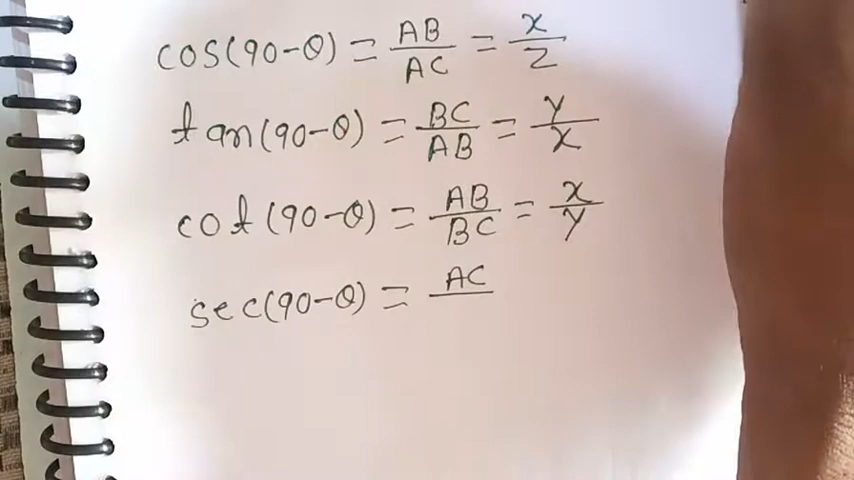 cos(90-θ) = AB/AC = x/z
tan(90-θ) = BC/AB = y/x
cot(90-θ) = AB/BC = x/y
sec(90-θ) = AC/